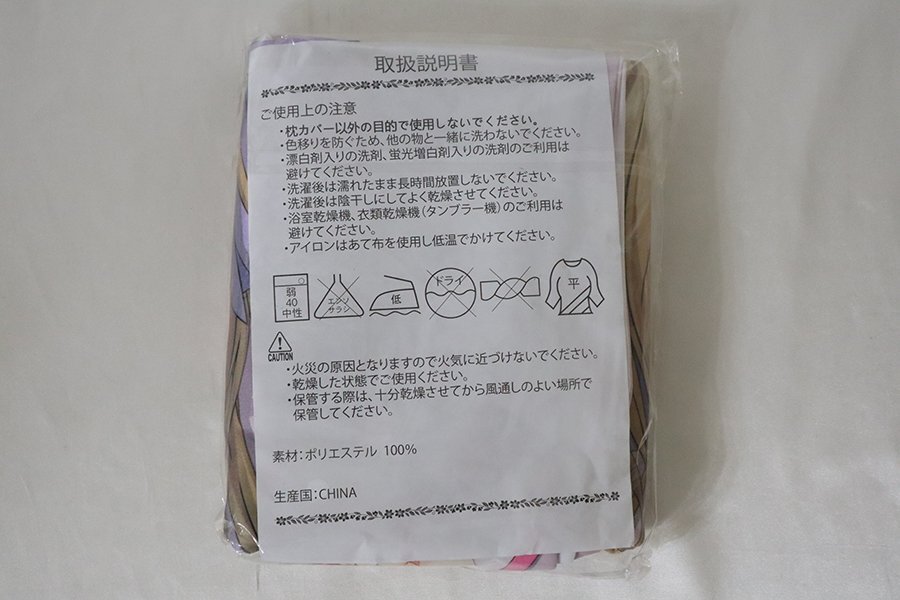 取扱説明書
ご使用上の注意
・枕カバー以外の目的で使用しないでください。
・色移りを防ぐため、他の物と一緒に洗わないでください。
・漂白剤入りの洗剤、蛍光増白剤入りの洗剤のご利用は
避けてください。
・洗濯後は濡れたまま長時間放置しないでください。
・洗濯後は陰干しにしてよく乾燥させてください。
・浴室乾燥機、衣類乾燥機（タンブラー機）のご利用は
避けてください。
・アイロンはあて布を使用し低温でかけてください。
弱
40
中性
エンソ
サラシ
低
ドライ
平
CAUTION
・火災の原因となりますので火気に近づけないでください。
・乾燥した状態でご使用ください。
・保管する際は、十分乾燥させてから風通しのよい場所で
保管してください。
素材：ポリエステル 100%
生産国：CHINA